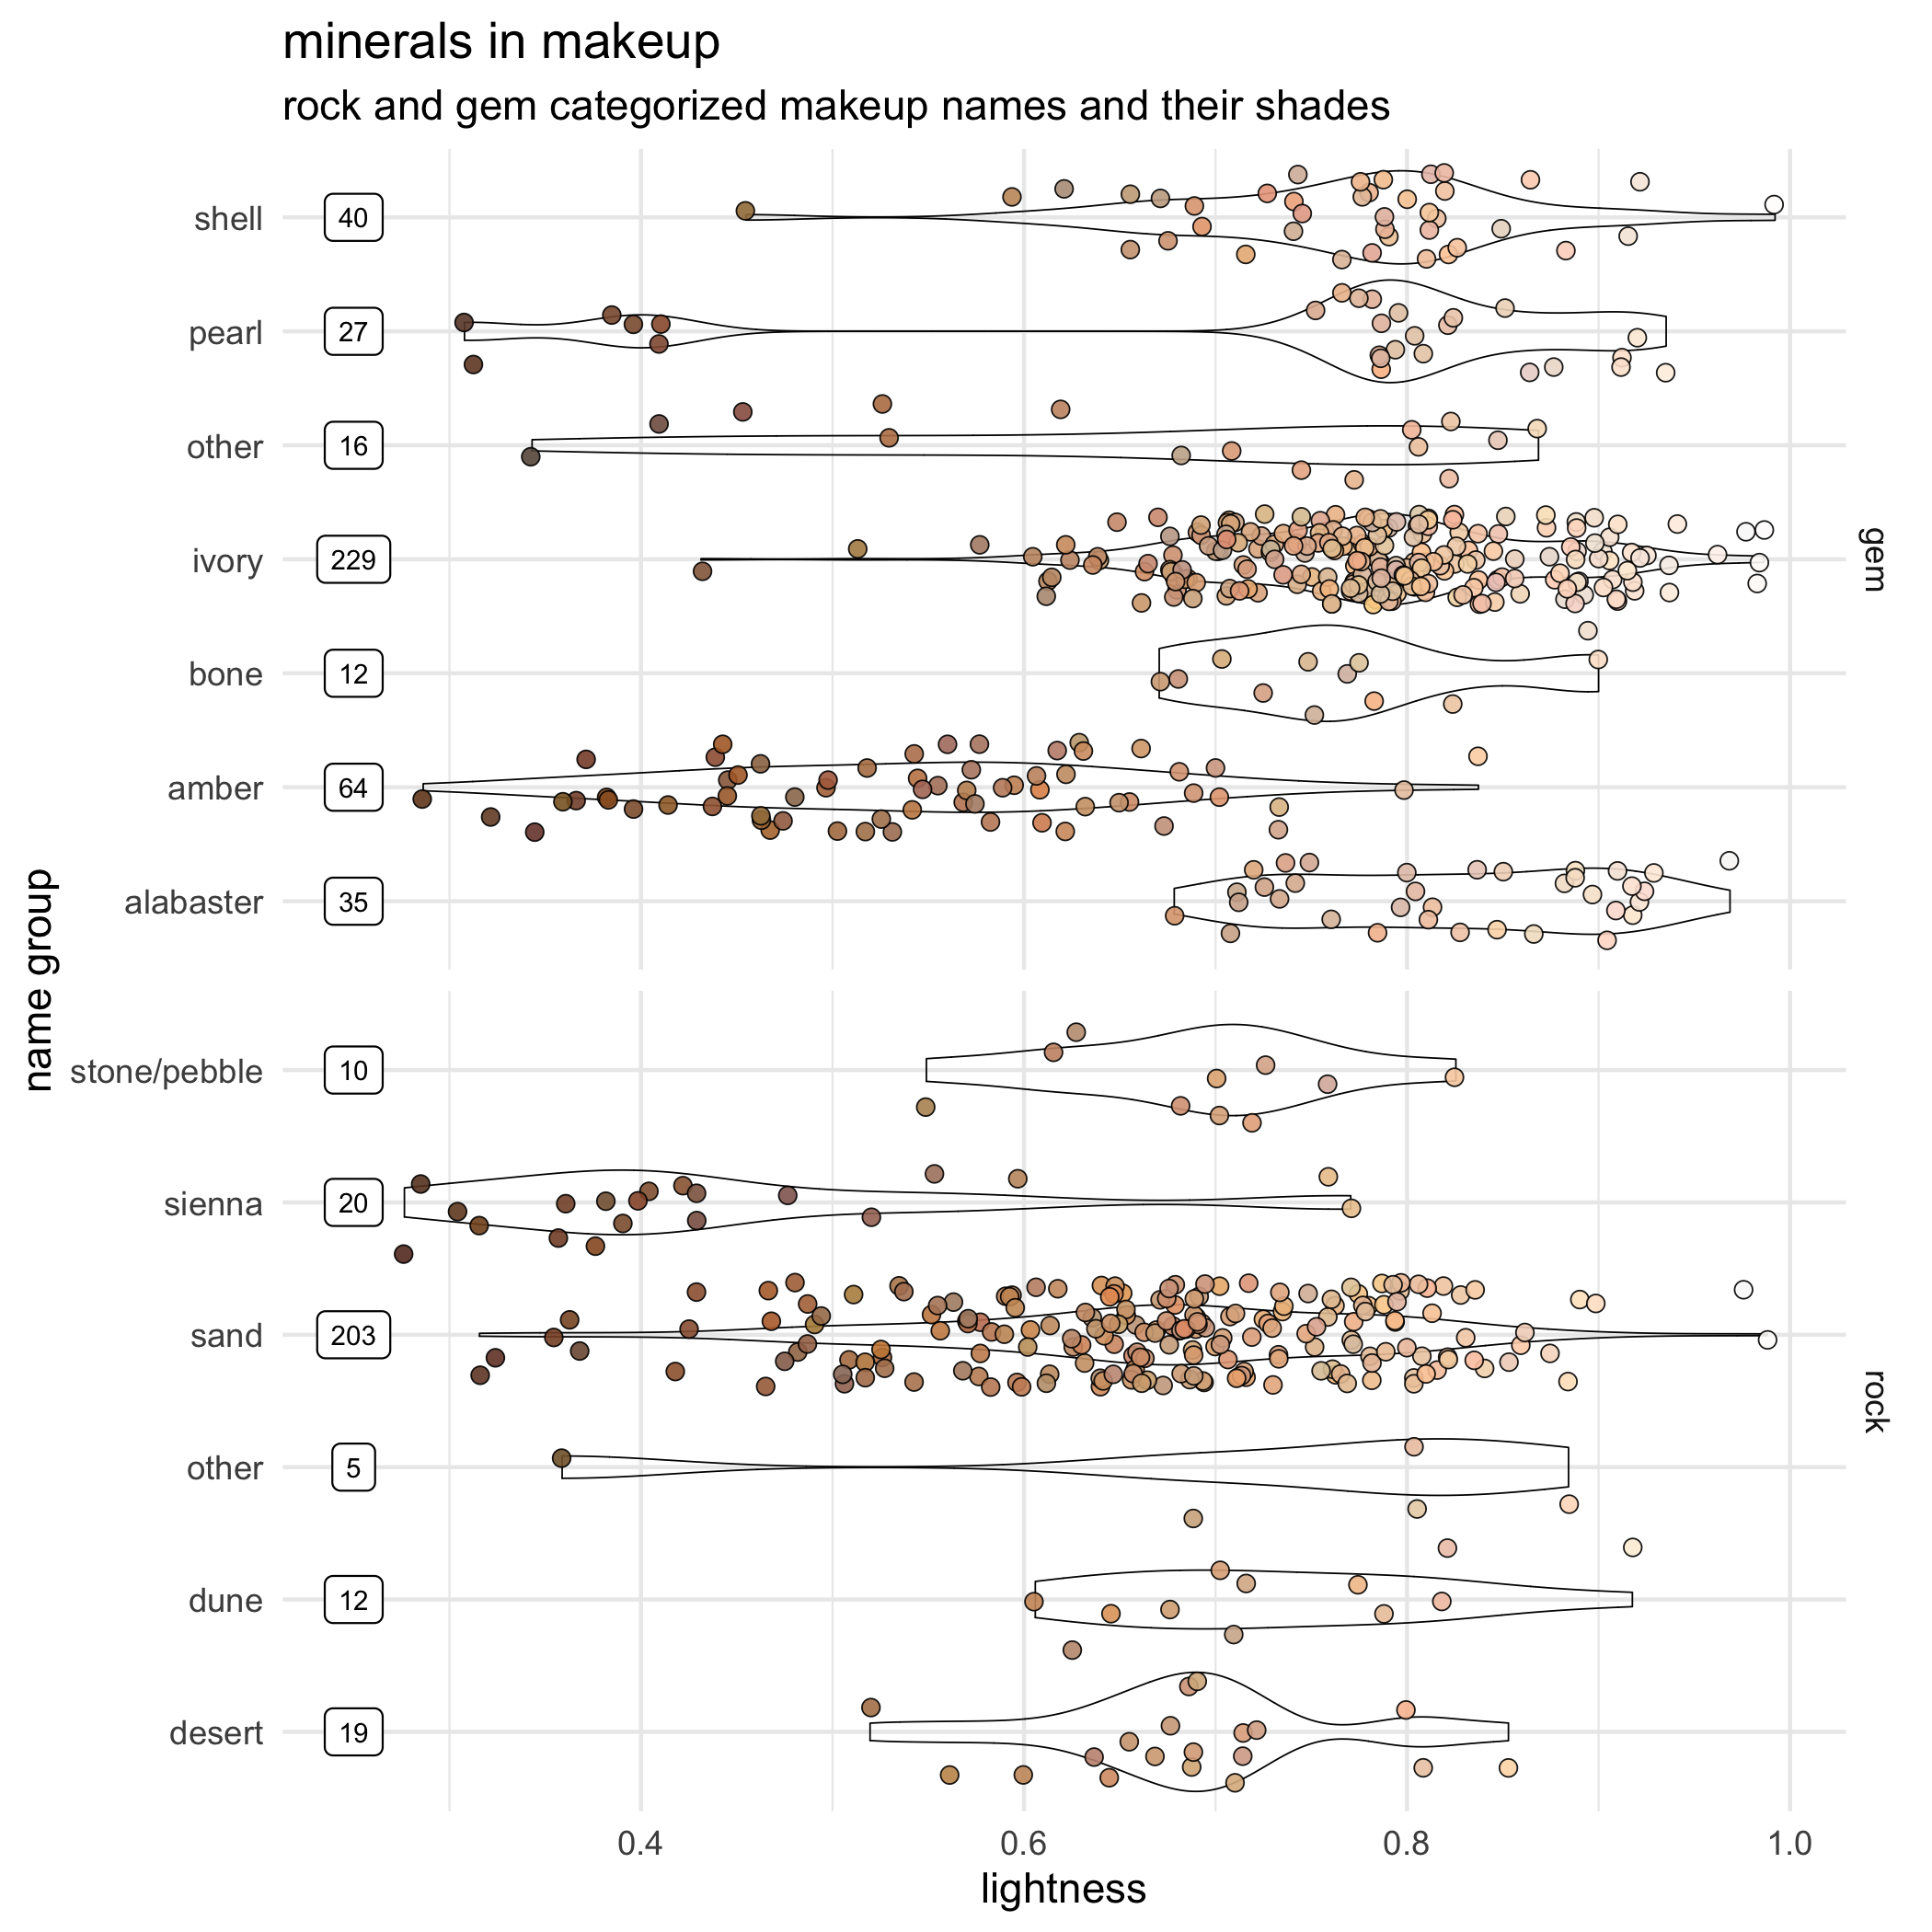 minerals in makeup
rock and gem categorized makeup names and their shades
name group
gem
shell 40
pearl 27
other 16
ivory 229
bone 12
amber 64
alabaster 35
rock
stone/pebble 10
sienna 20
sand 203
other 5
dune 12
desert 19
0.4 0.6 0.8 1.0
lightness